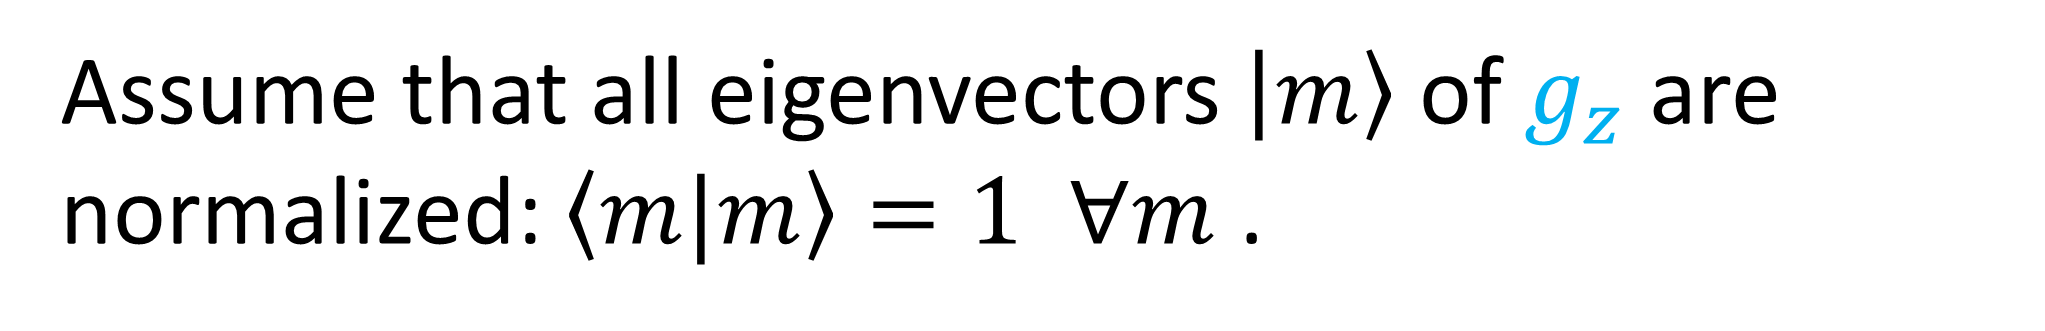 Assume that all eigenvectors |m⟩ of g_z are
normalized: ⟨m|m⟩ = 1 ∀m .